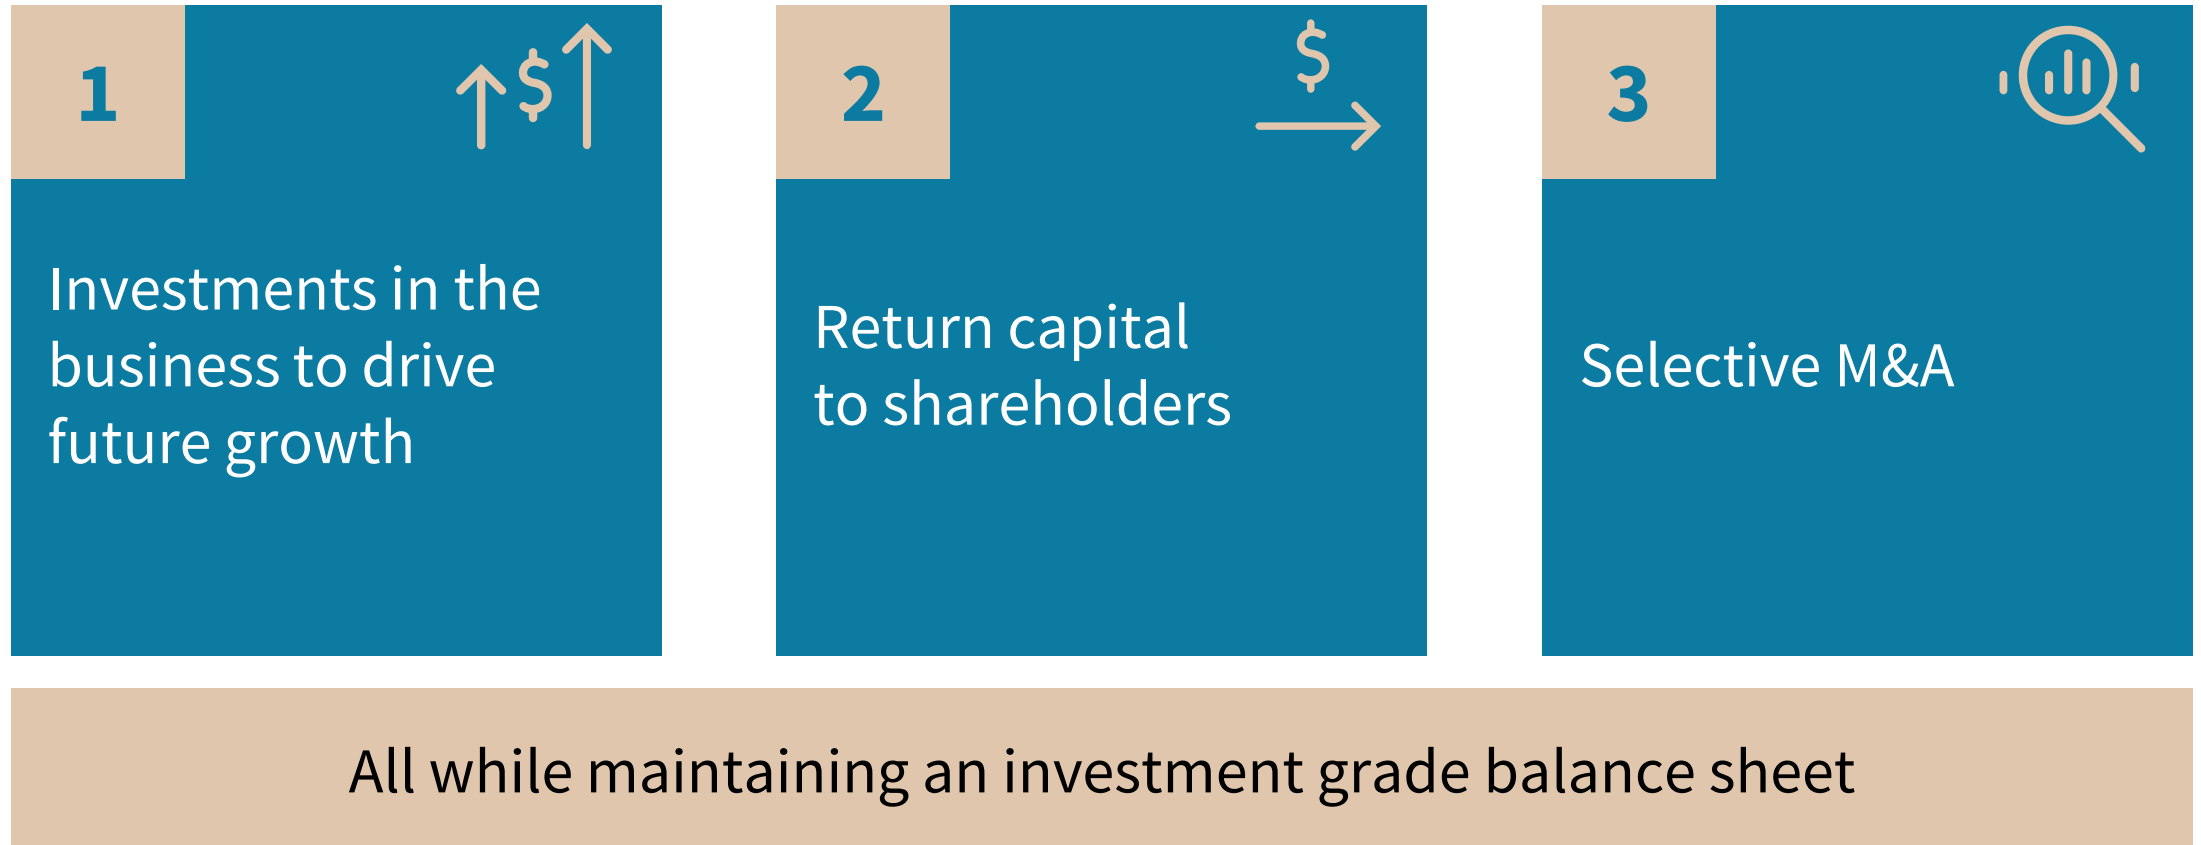 1
$
Investments in the
business to drive
future growth
2
$
Return capital
to shareholders
3
Selective M&A
All while maintaining an investment grade balance sheet